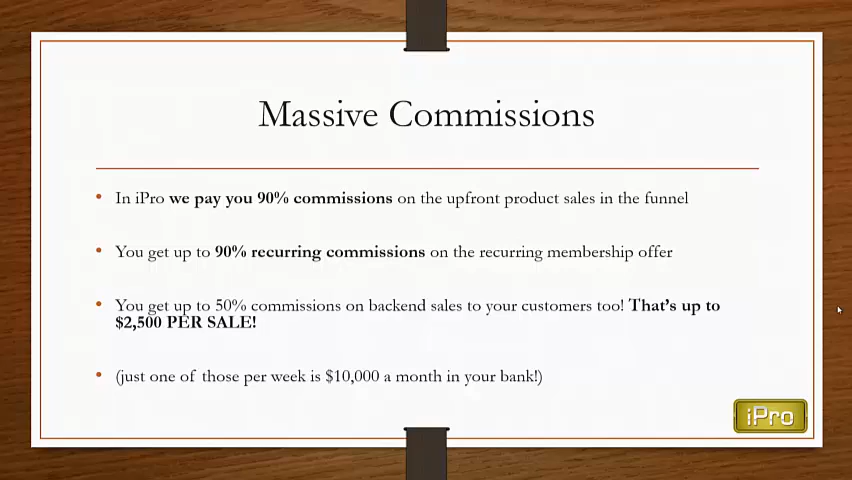 Massive Commissions
• In iPro we pay you 90% commissions on the upfront product sales in the funnel
• You get up to 90% recurring commissions on the recurring membership offer
• You get up to 50% commissions on backend sales to your customers too! That's up to
$2,500 PER SALE!
• (just one of those per week is $10,000 a month in your bank!)
iPro